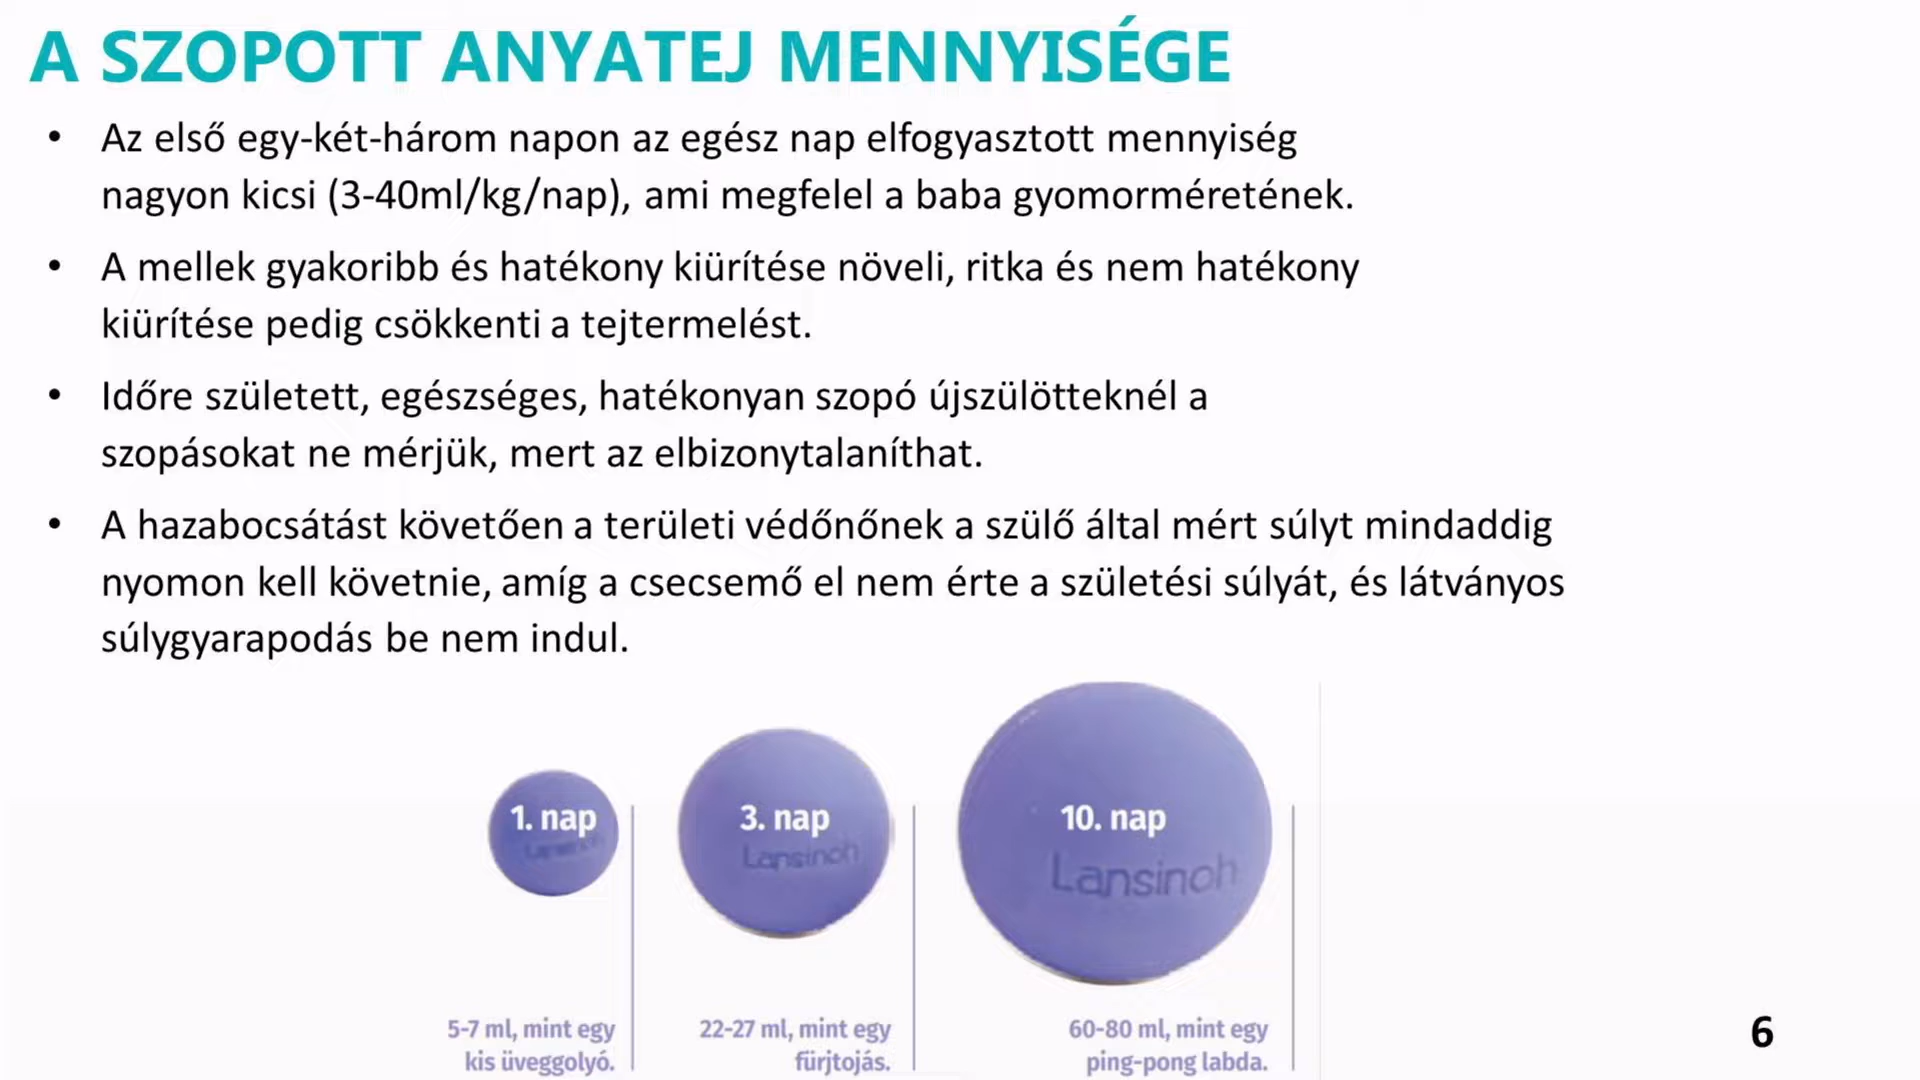 A SZOPOTT ANYATEJ MENNYISÉGE
• Az első egy-két-három napon az egész nap elfogyasztott mennyiség
nagyon kicsi (3-40ml/kg/nap), ami megfelel a baba gyomorméretének.
• A mellek gyakoribb és hatékony kiürítése növeli, ritka és nem hatékony
kiürítése pedig csökkenti a tejtermelést.
• Időre született, egészséges, hatékonyan szopó újszülötteknél a
szopásokat ne mérjük, mert az elbizonytalaníthat.
• A hazabocsátást követően a területi védőnőnek a szülő által mért súlyt mindaddig
nyomon kell követnie, amíg a csecsemő el nem érte a születési súlyát, és látványos
súlygyarapodás be nem indul.
1. nap
Lansinoh
5-7 ml, mint egy
kis üveggolyó.
3. nap
Lansinoh
22-27 ml, mint egy
fürjtojás.
10. nap
Lansinoh
60-80 ml, mint egy
ping-pong labda.
6